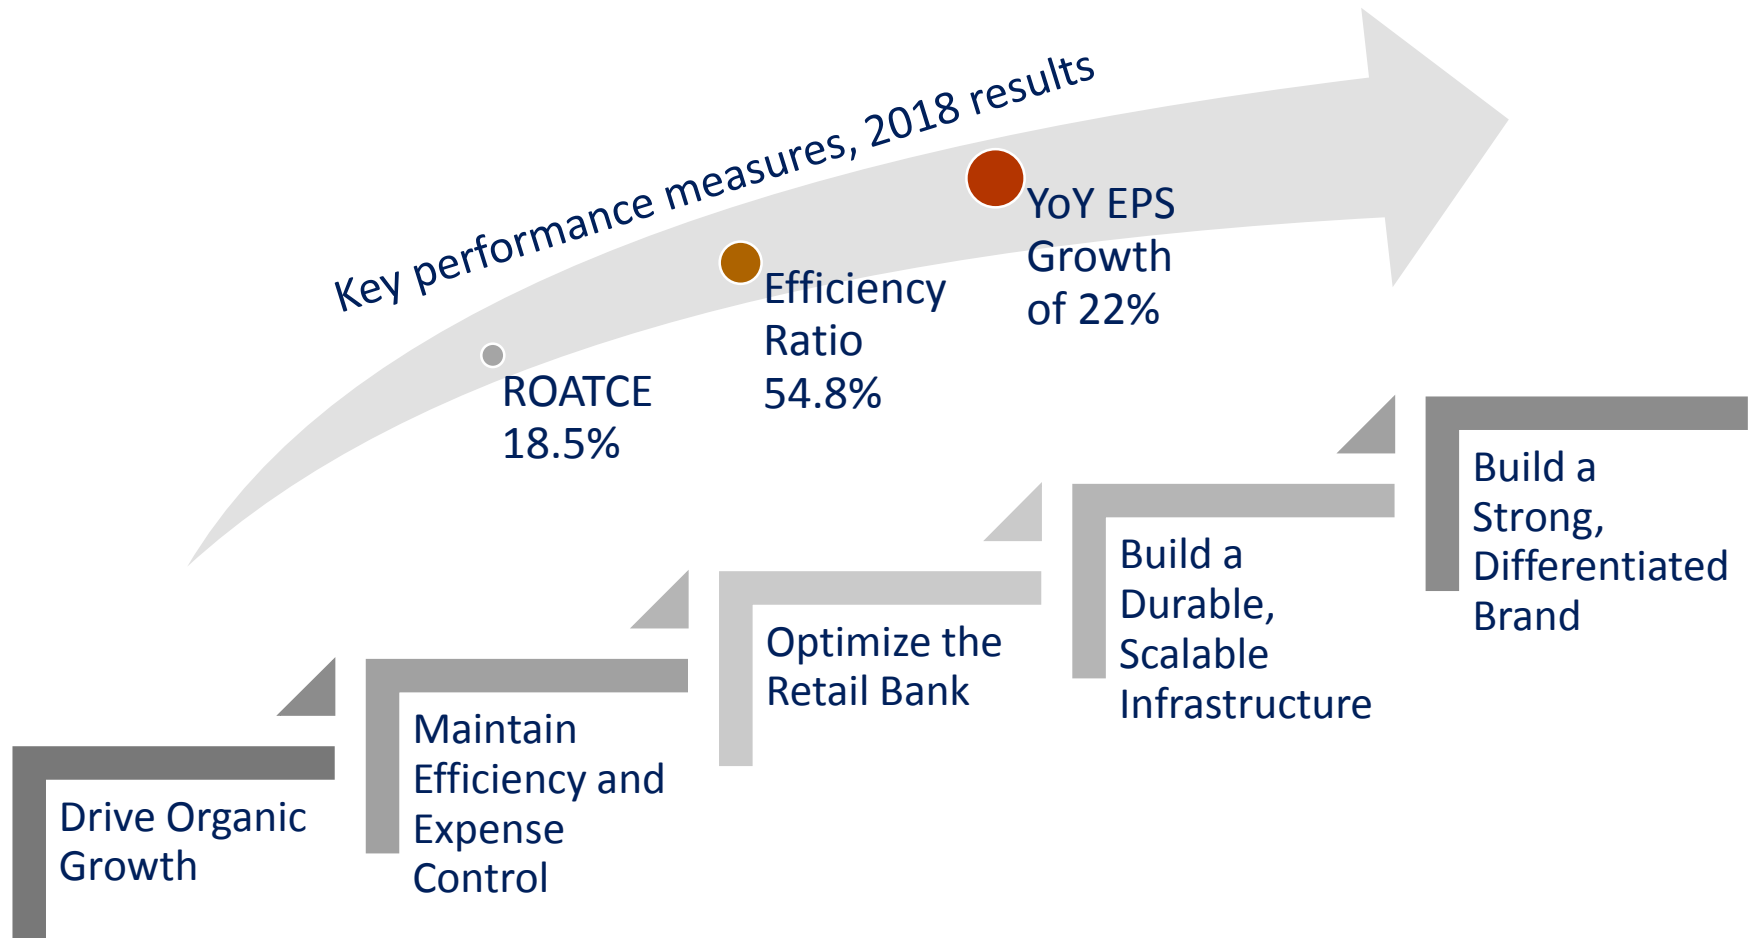 Key performance measures, 2018 results
YoY EPS
Growth
of 22%
Efficiency
Ratio
54.8%
ROATCE
18.5%
Drive Organic
Growth
Maintain
Efficiency and
Expense
Control
Optimize the
Retail Bank
Build a
Durable,
Scalable
Infrastructure
Build a
Strong,
Differentiated
Brand